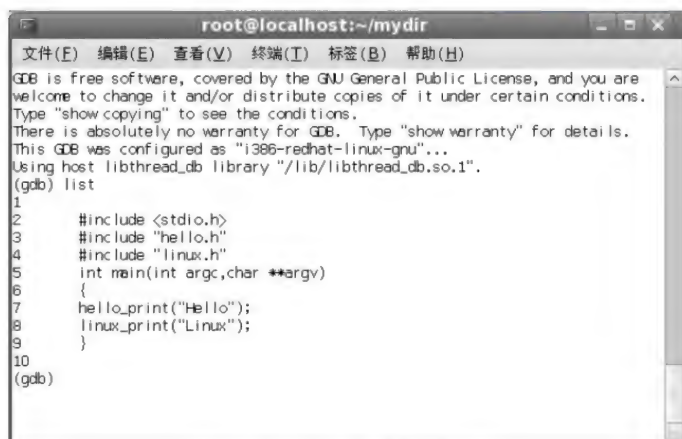 root@localhost:~/mydir
文件(F) 编辑(E) 查看(V) 终端(T) 标签(B) 帮助(H)
GDB is free software, covered by the GNU General Public License, and you are
welcome to change it and/or distribute copies of it under certain conditions.
Type "show copying" to see the conditions.
There is absolutely no warranty for GDB.  Type "show warranty" for details.
This GDB was configured as "i386-redhat-linux-gnu"...
Using host libthread_db library "/lib/libthread_db.so.1".
(gdb) list
1
2       #include <stdio.h>
3       #include "hello.h"
4       #include "linux.h"
5       int main(int argc,char **argv)
6       {
7       hello_print("Hello");
8       linux_print("Linux");
9       }
10
(gdb)